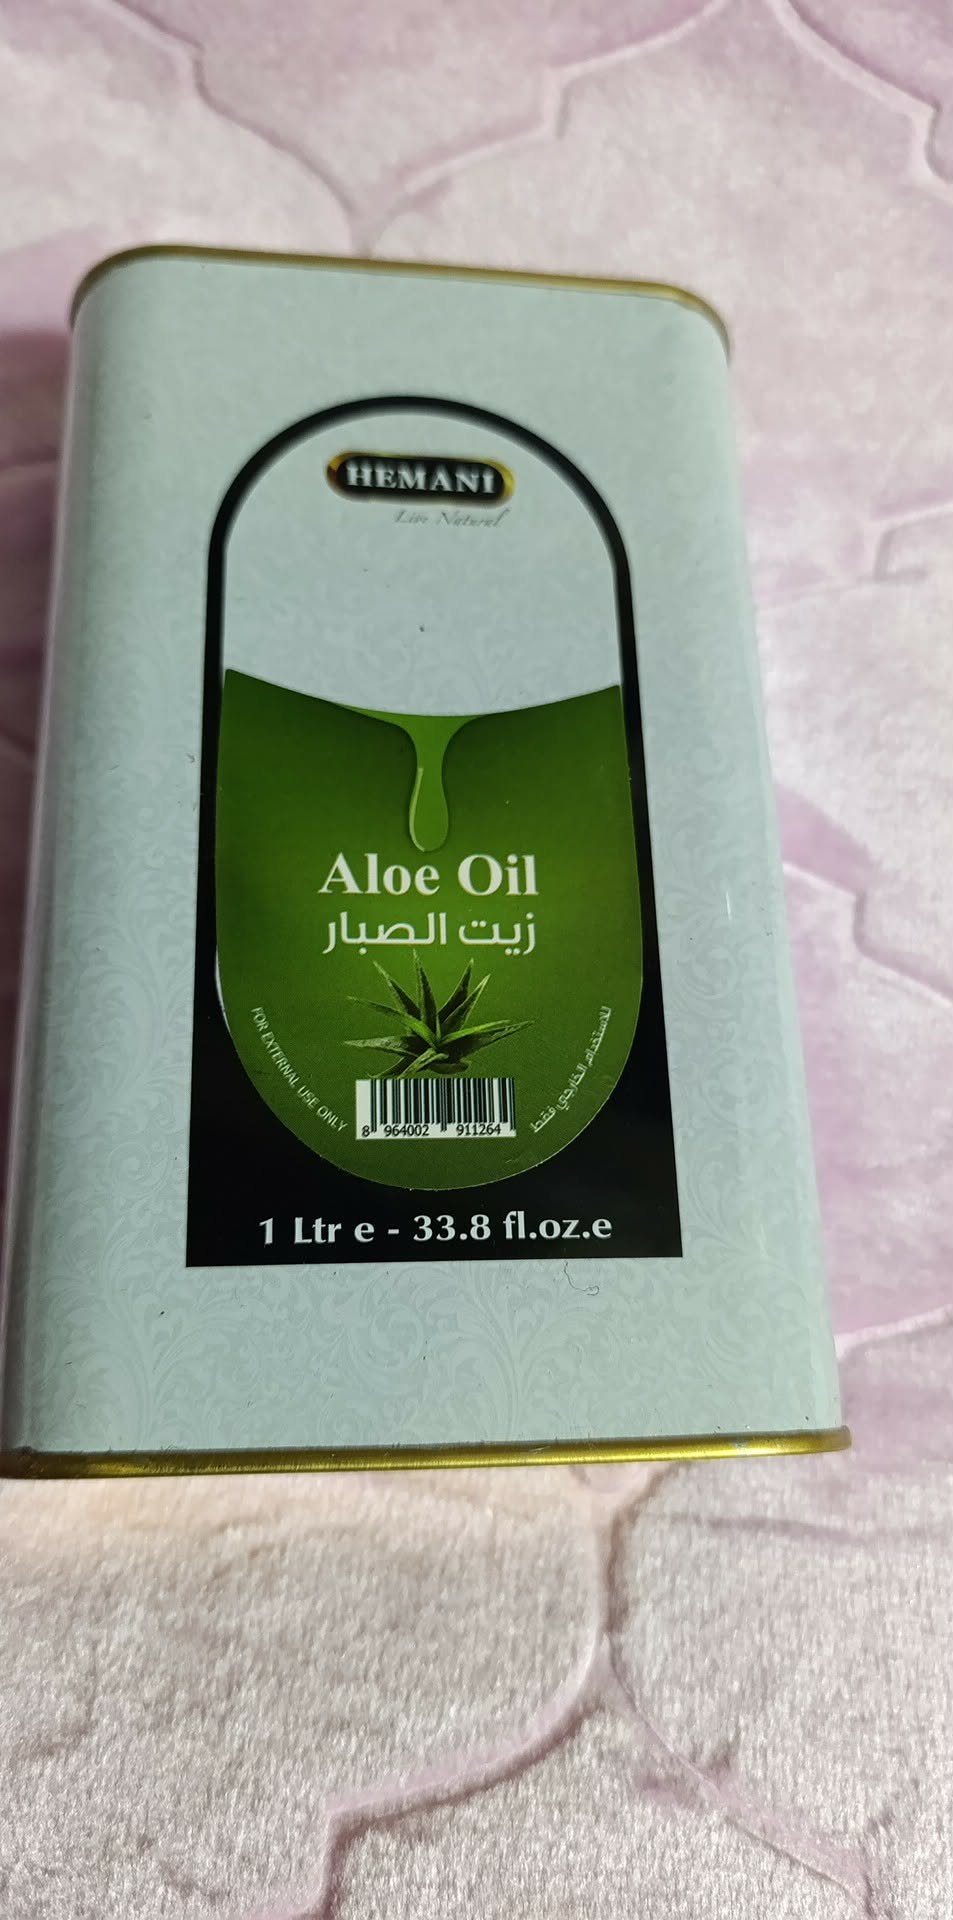 HEMANI
Live Natural
Aloe Oil
زيت الصبار
FOR EXTERNAL USE ONLY
للاستخدام الخارجي فقط
8 964002 911264
1 Ltr e - 33.8 fl.oz.e